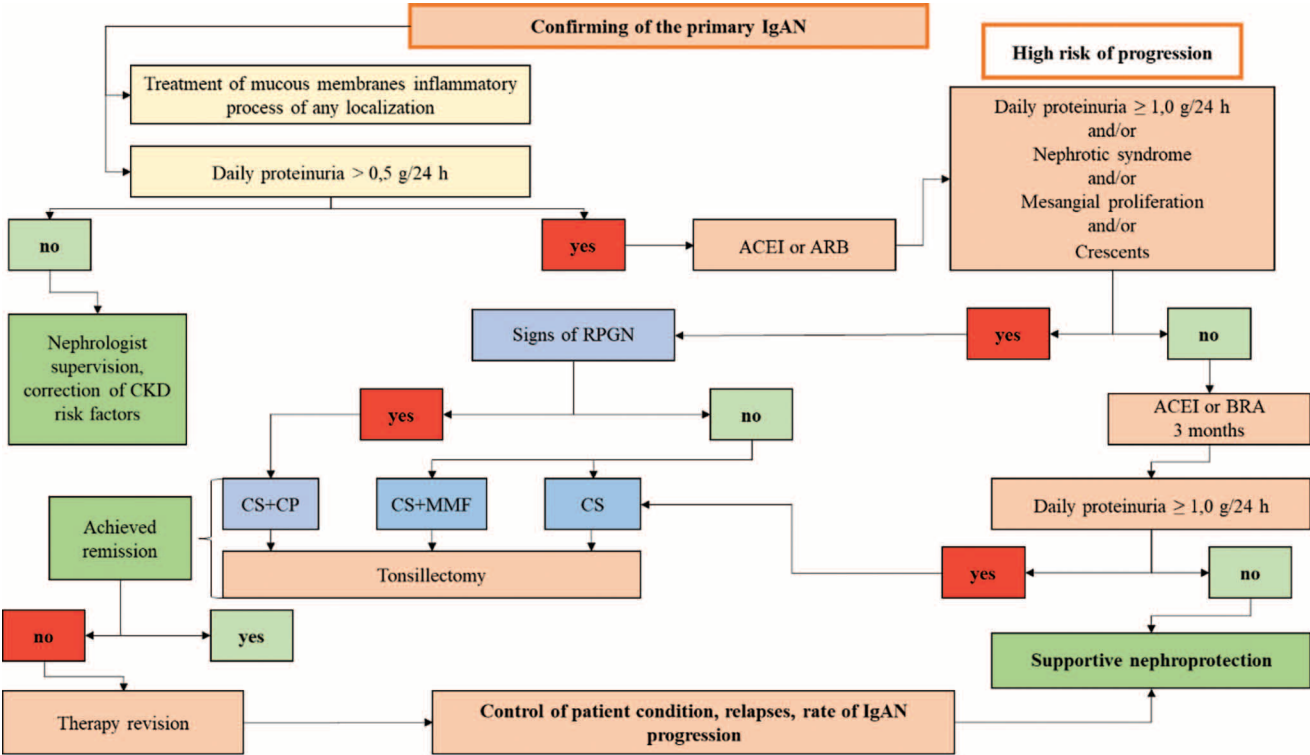 Confirming of the primary IgAN
High risk of progression
Treatment of mucous membranes inflammatory
process of any localization
Daily proteinuria > 0,5 g/24 h
Daily proteinuria ≥ 1,0 g/24 h
and/or
Nephrotic syndrome
and/or
Mesangial proliferation
and/or
Crescents
no
yes
ACEI or ARB
Nephrologist
supervision,
correction of CKD
risk factors
Signs of RPGN
yes
no
yes
no
ACEI or BRA
3 months
CS+CP
CS+MMF
CS
Daily proteinuria ≥ 1,0 g/24 h
Achieved
remission
Tonsillectomy
yes
no
no
yes
Supportive nephroprotection
Therapy revision
Control of patient condition, relapses, rate of IgAN
progression